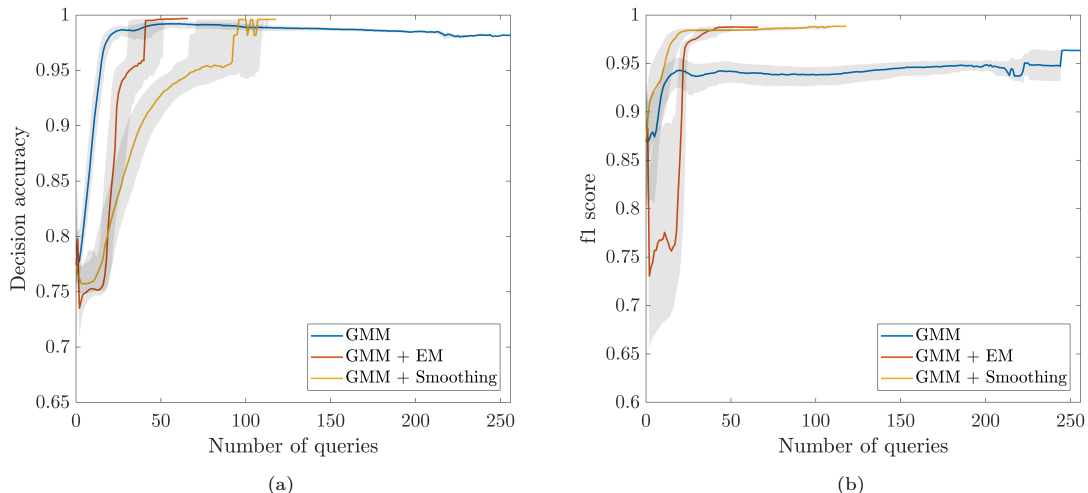 1
0.95
0.9
0.85
0.8
0.75
0.7
0.65
Decision accuracy
GMM
GMM + EM
GMM + Smoothing
0 50 100 150 200 250
Number of queries
(a)
1
0.95
0.9
0.85
0.8
0.75
0.7
0.65
0.6
f1 score
GMM
GMM + EM
GMM + Smoothing
0 50 100 150 200 250
Number of queries
(b)